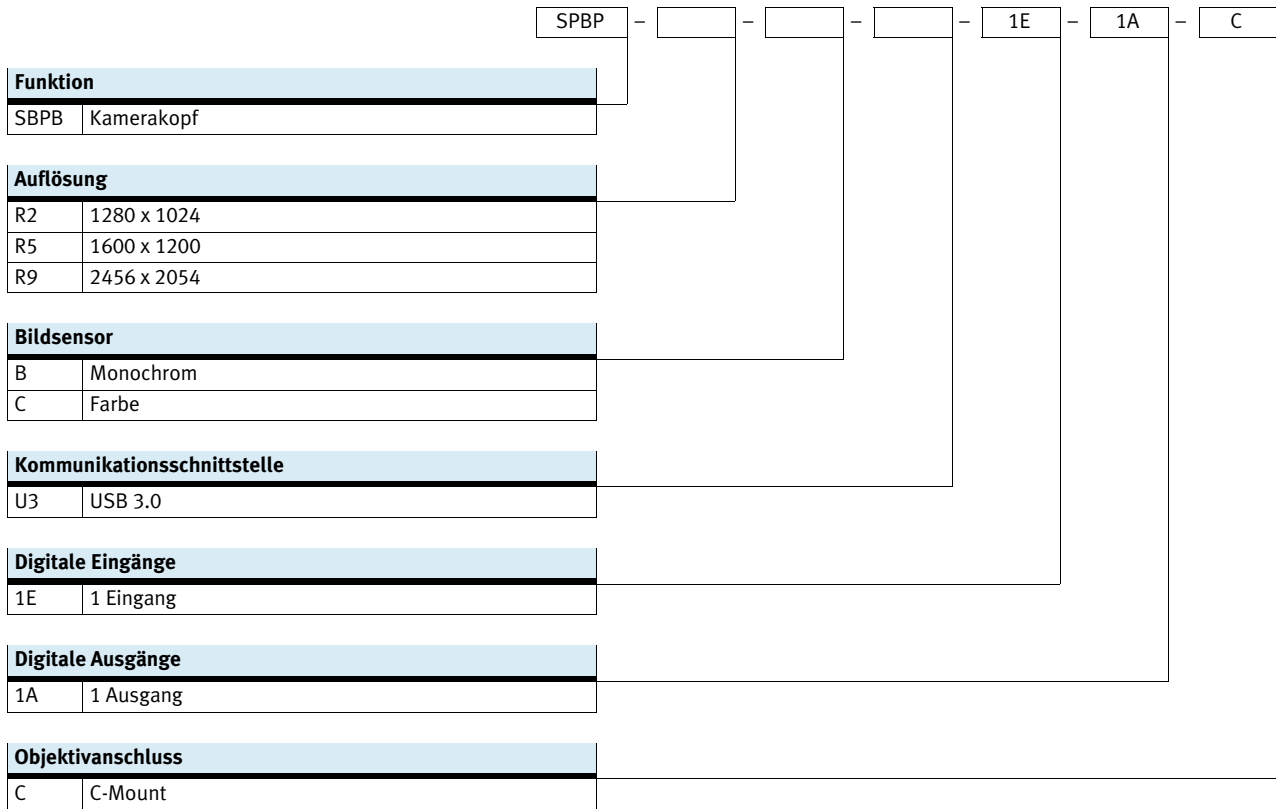 SPBP – – – – 1E – 1A – C
Funktion
SBPB Kamerakopf
Auflösung
R2 1280 x 1024
R5 1600 x 1200
R9 2456 x 2054
Bildsensor
B Monochrom
C Farbe
Kommunikationsschnittstelle
U3 USB 3.0
Digitale Eingänge
1E 1 Eingang
Digitale Ausgänge
1A 1 Ausgang
Objektivanschluss
C C-Mount